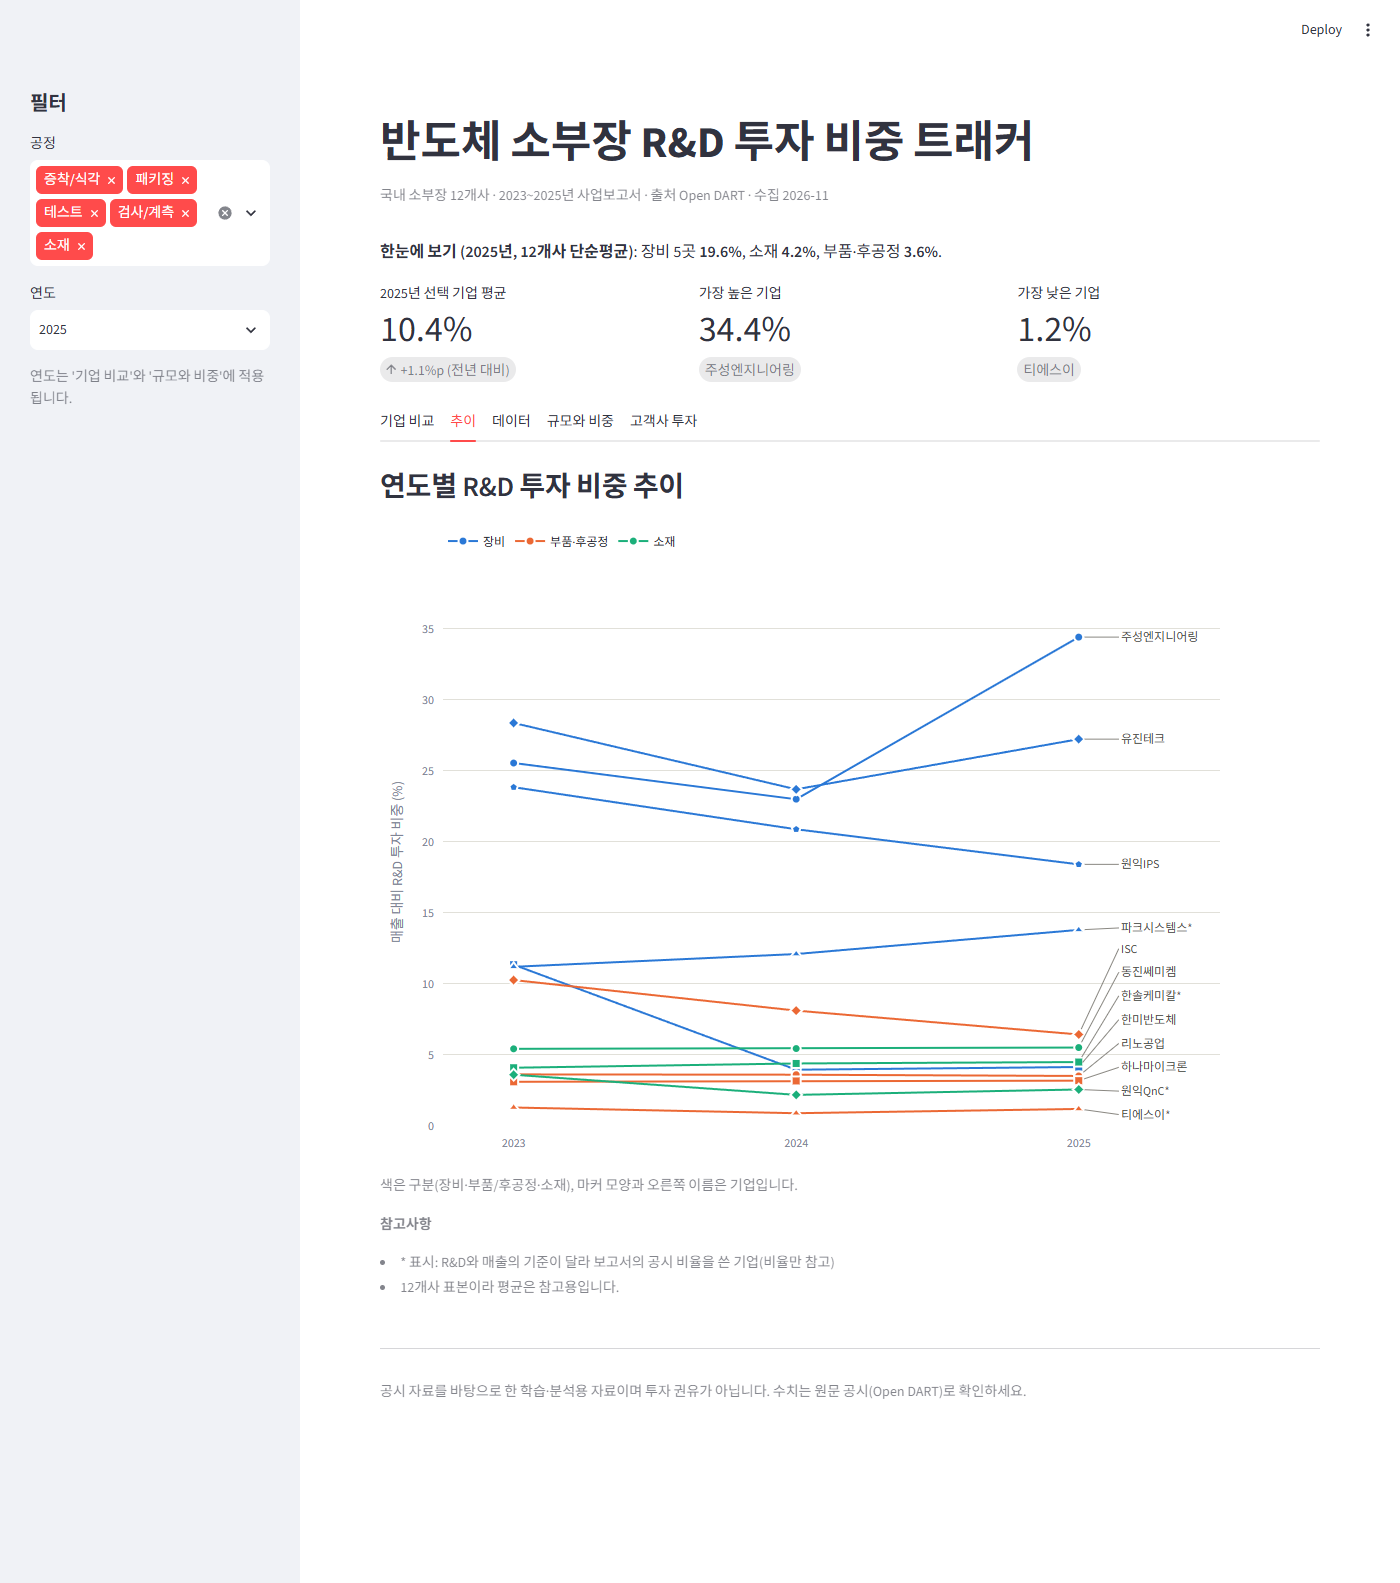 Deploy
필터
공정
증착/식각
패키징
테스트
검사/계측
소재
연도
2025
연도는 '기업 비교'와 '규모와 비중'에 적용
됩니다.
반도체 소부장 R&D 투자 비중 트래커
국내 소부장 12개사 · 2023~2025년 사업보고서 · 출처 Open DART · 수집 2026-11
한눈에 보기 (2025년, 12개사 단순평균): 장비 5곳 19.6%, 소재 4.2%, 부품·후공정 3.6%.
2025년 선택 기업 평균
10.4%
↑ +1.1%p (전년 대비)
가장 높은 기업
34.4%
주성엔지니어링
가장 낮은 기업
1.2%
티에스이
기업 비교
추이
데이터
규모와 비중
고객사 투자
연도별 R&D 투자 비중 추이
장비
부품·후공정
소재
매출 대비 R&D 투자 비중 (%)
35
30
25
20
15
10
5
0
2023
2024
2025
주성엔지니어링
유진테크
원익IPS
파크시스템스*
ISC
동진쎄미켐
한솔케미칼*
한미반도체
리노공업
하나마이크론
원익QnC*
티에스이*
색은 구분(장비·부품/후공정·소재), 마커 모양과 오른쪽 이름은 기업입니다.
참고사항
* 표시: R&D와 매출의 기준이 달라 보고서의 공시 비율을 쓴 기업(비율만 참고)
12개사 표본이라 평균은 참고용입니다.
공시 자료를 바탕으로 한 학습·분석용 자료이며 투자 권유가 아닙니다. 수치는 원문 공시(Open DART)로 확인하세요.